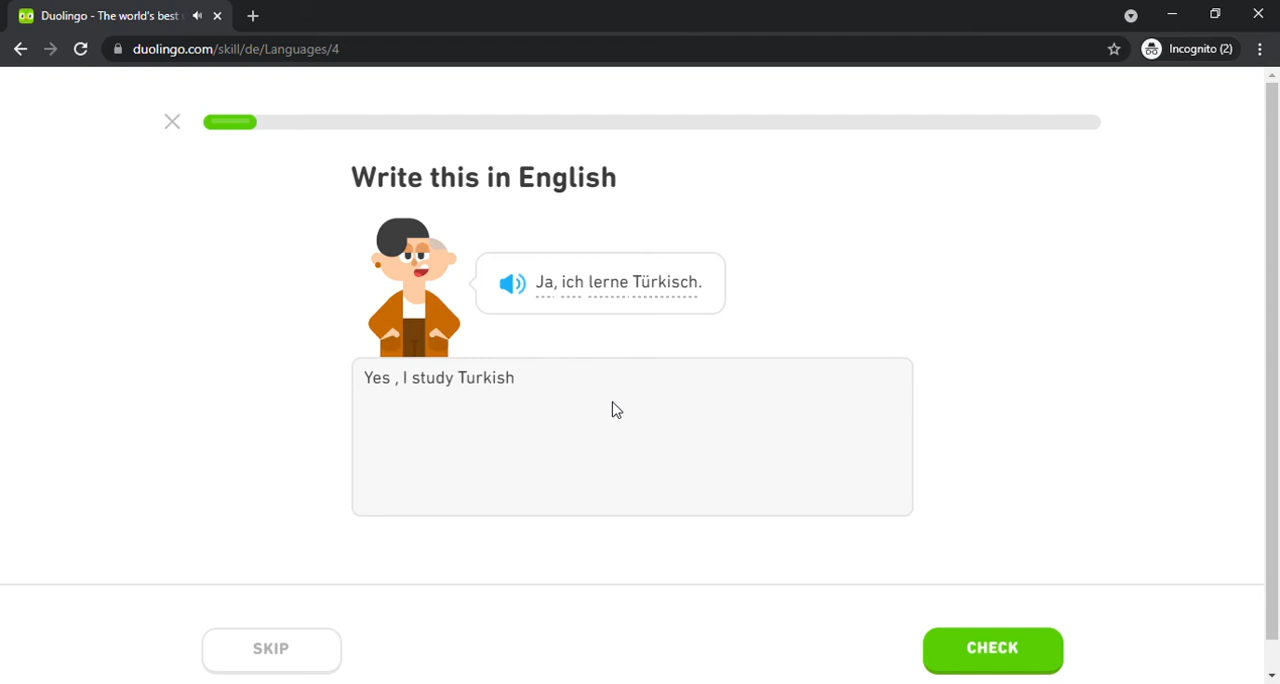 Duolingo - The world's best
duolingo.com/skill/de/Languages/4
Incognito (2)
Write this in English
Ja, ich lerne Türkisch.
Yes , I study Turkish
SKIP
CHECK